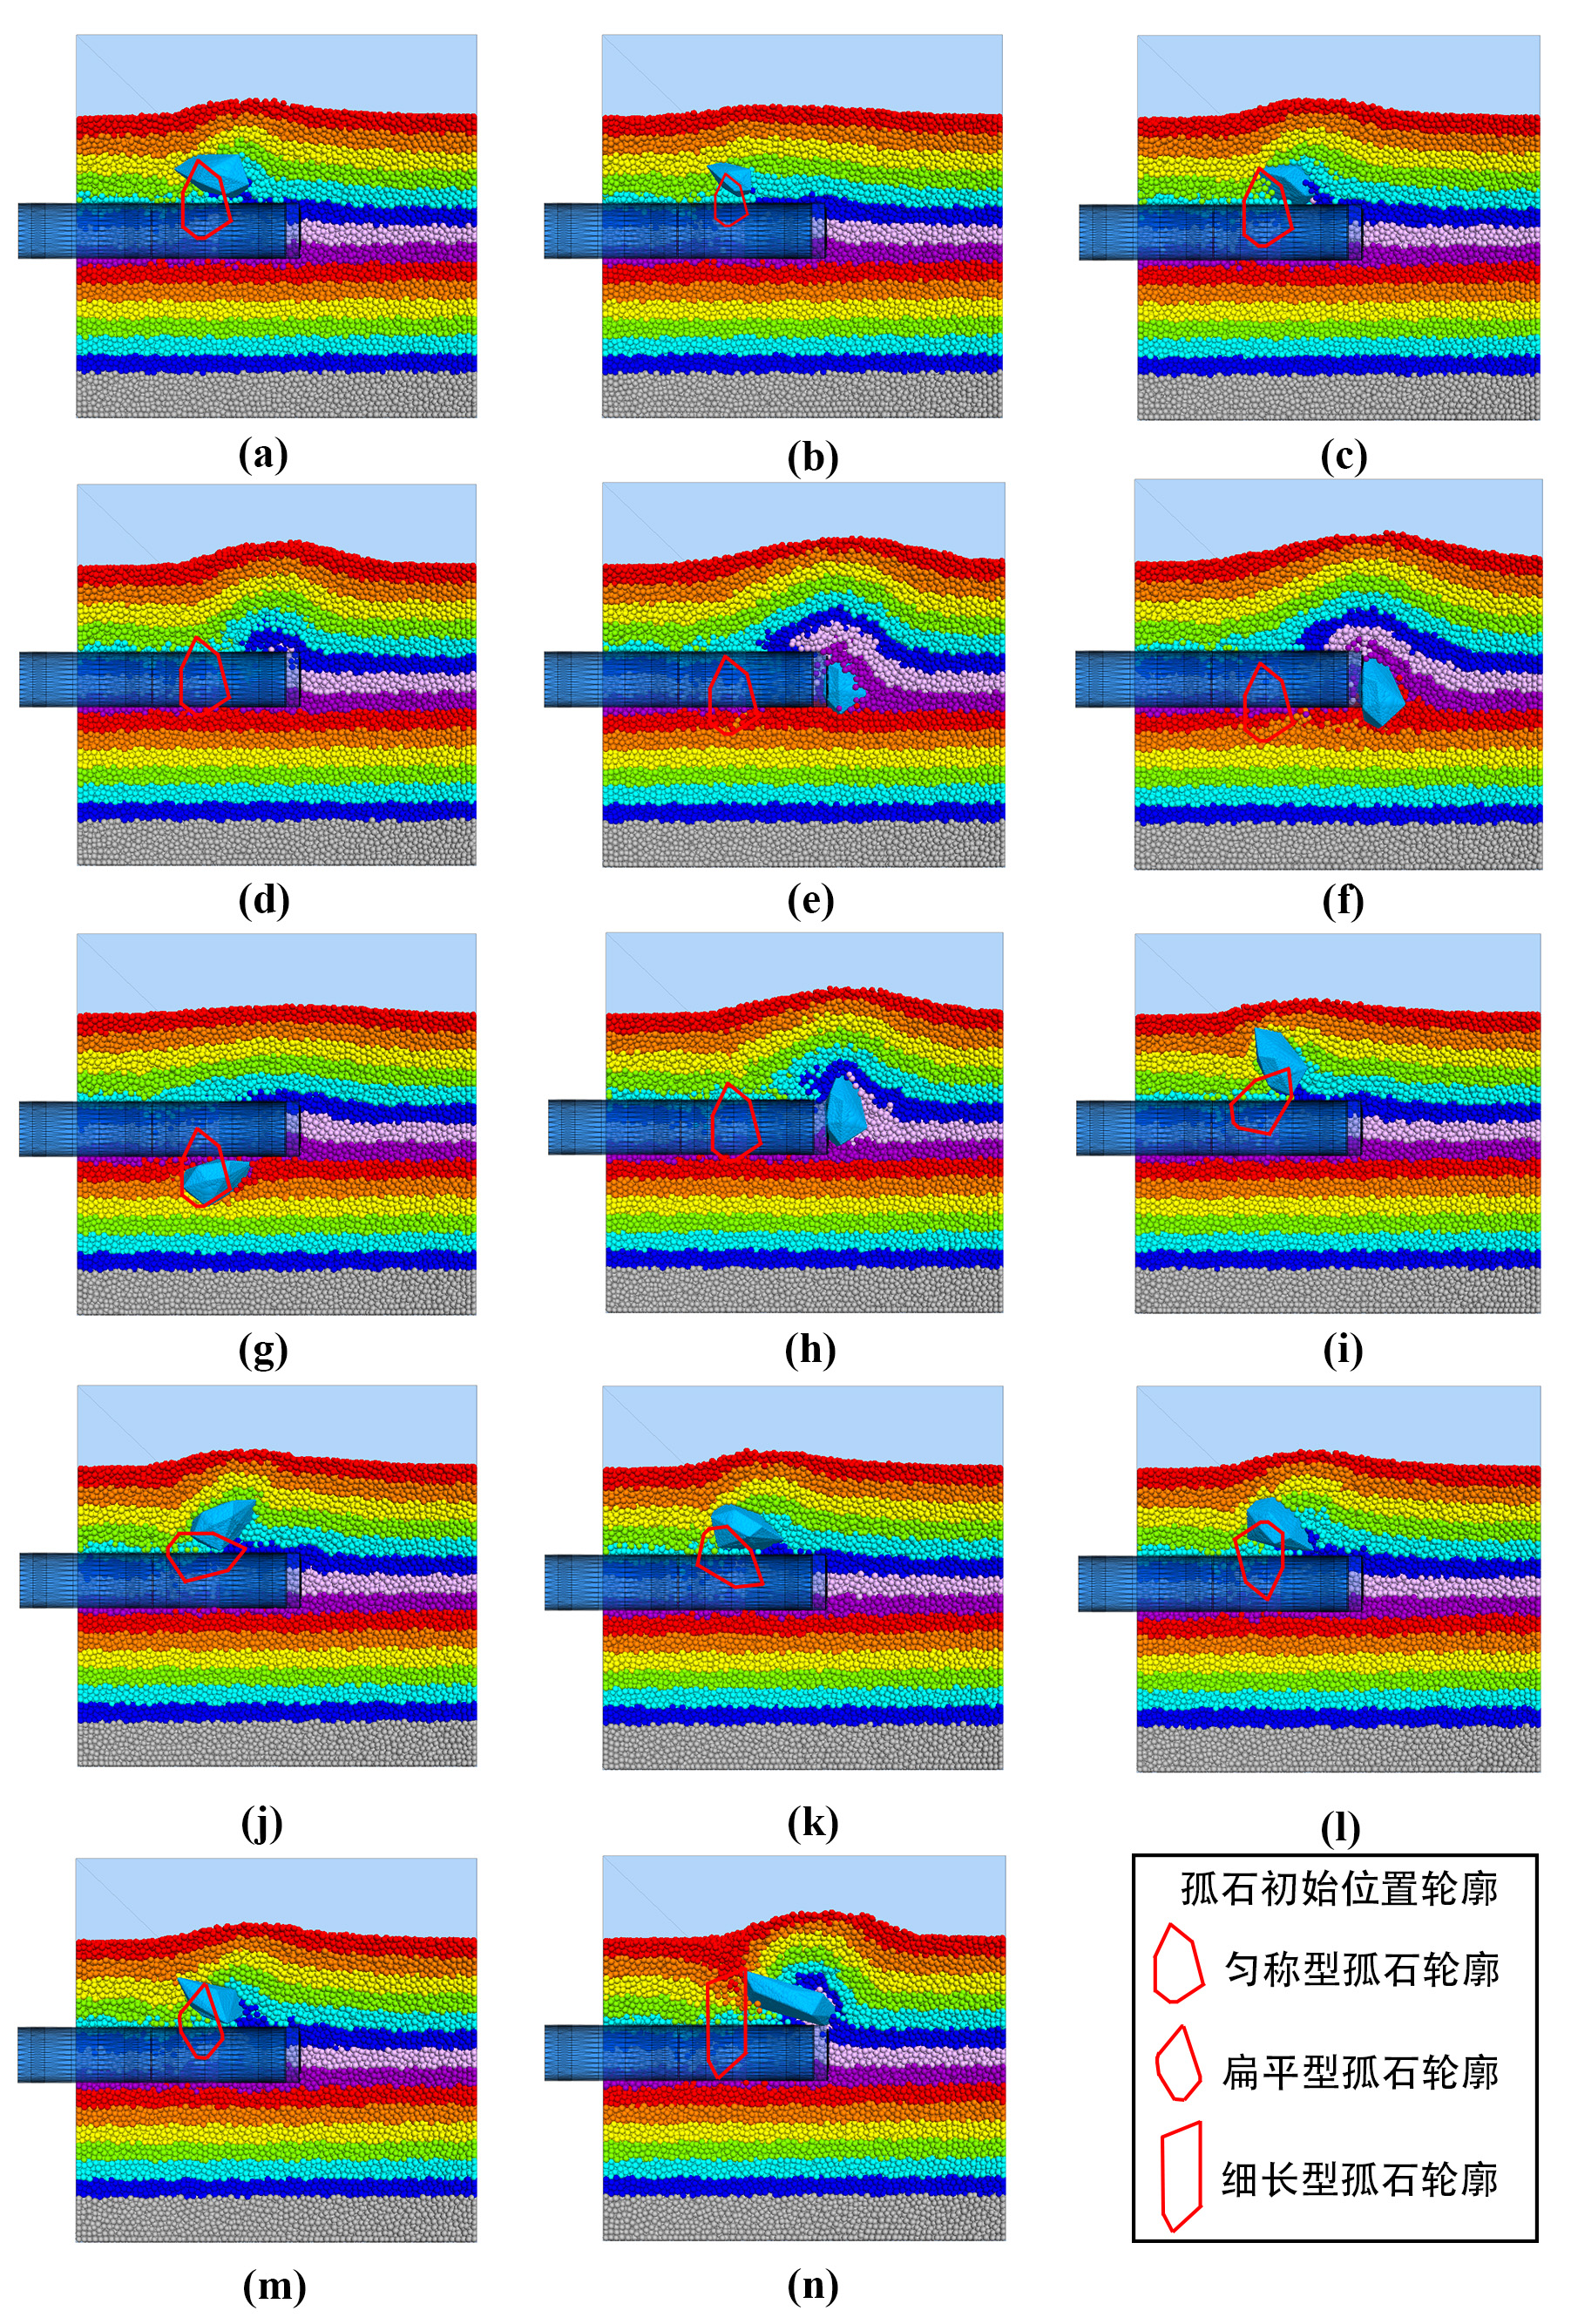 (a)
(b)
(c)
(d)
(e)
(f)
(g)
(h)
(i)
(j)
(k)
(l)
孤石初始位置轮廓
匀称型孤石轮廓
扁平型孤石轮廓
细长型孤石轮廓
(m)
(n)